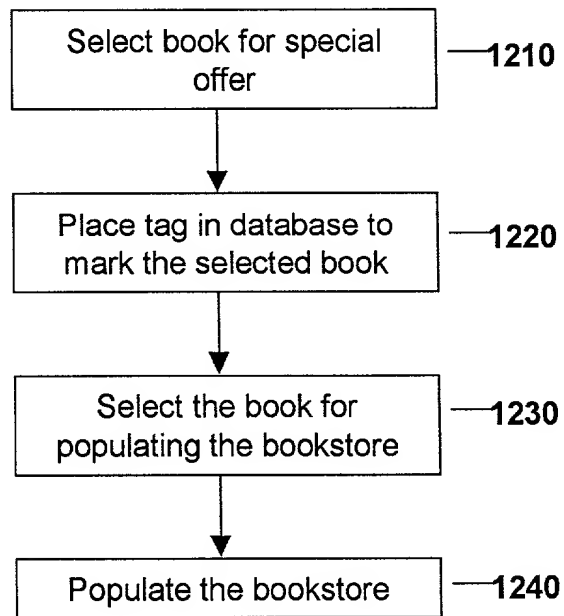 Select book for special
offer
1210
Place tag in database to
mark the selected book
1220
Select the book for
populating the bookstore
1230
Populate the bookstore
1240